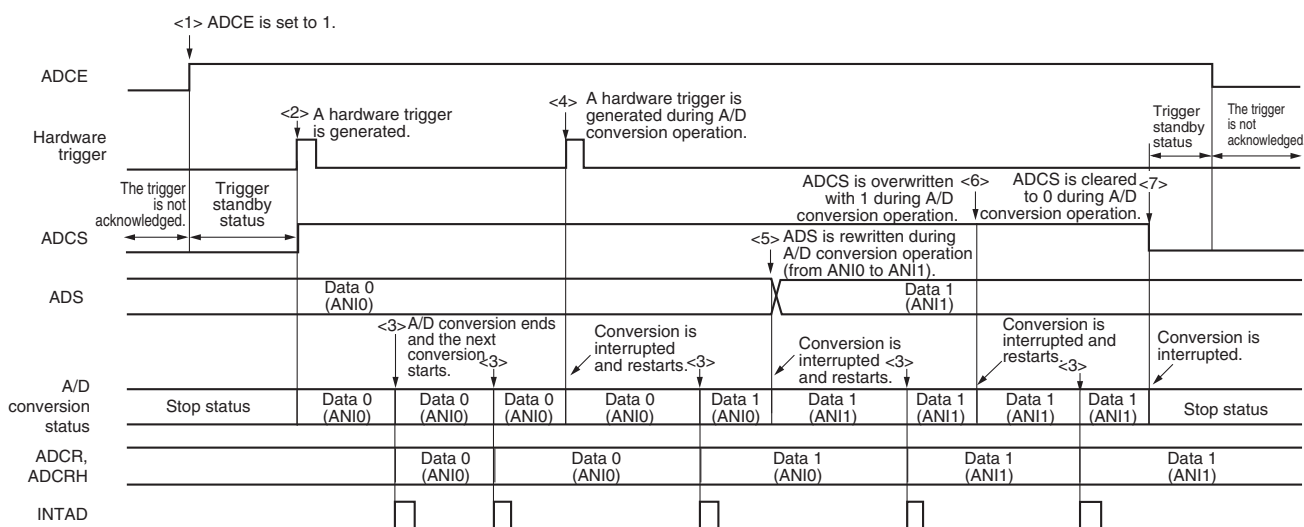 <1> ADCE is set to 1.
ADCE
<2> A hardware trigger
is generated.
<4> A hardware trigger is
generated during A/D
conversion operation.
Trigger
standby
status
The trigger
is not
acknowledged
Hardware
trigger
The trigger
is not
acknowledged.
Trigger
standby
status
ADCS is overwritten <6>
with 1 during A/D
conversion operation.
ADCS is cleared <7>
to 0 during A/D
conversion operation.
ADCS
<5> ADS is rewritten during
A/D conversion operation
(from ANI0 to ANI1).
ADS
Data 0
(ANI0)
Data 1
(ANI1)
<3> A/D conversion ends
and the next
conversion
starts. <3>
Conversion is
interrupted
and restarts. <3>
Conversion is
interrupted <3>
and restarts.
Conversion is
interrupted and
restarts. <3>
Conversion is
interrupted.
A/D
conversion
status
Stop status
Data 0
(ANI0)
Data 0
(ANI0)
Data 0
(ANI0)
Data 0
(ANI0)
Data 1
(ANI0)
Data 1
(ANI1)
Data 1
(ANI1)
Data 1
(ANI1)
Data 1
(ANI1)
Stop status
ADCR,
ADCRH
Data 0
(ANI0)
Data 0
(ANI0)
Data 1
(ANI0)
Data 1
(ANI1)
Data 1
(ANI1)
INTAD